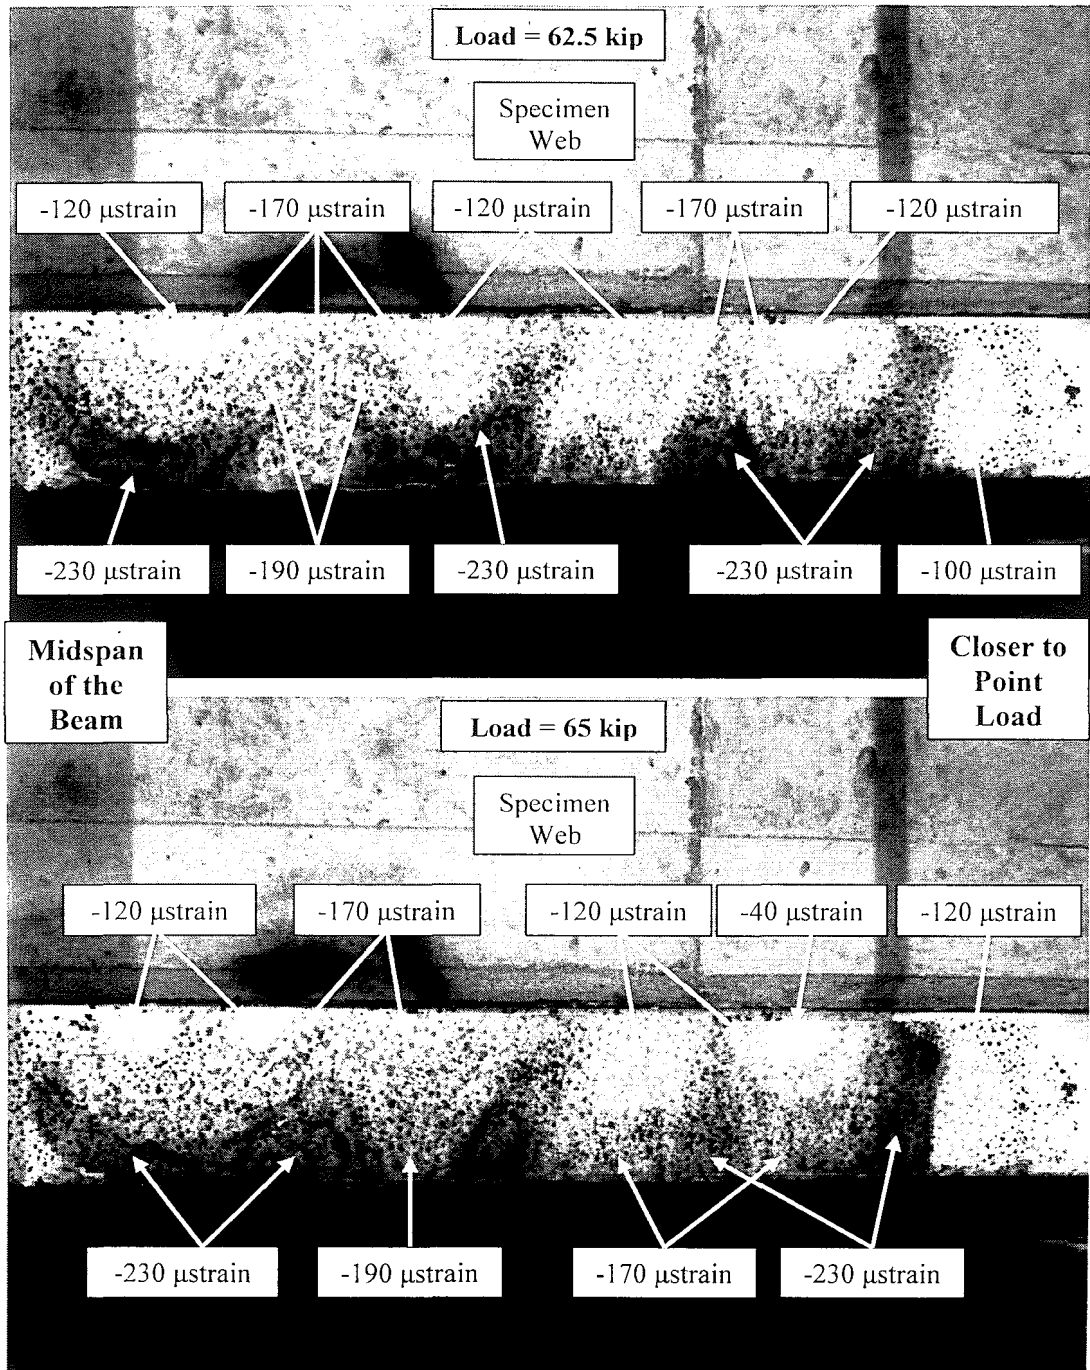 Load = 62.5 kip
Specimen
Web
-120 μstrain
-170 μstrain
-120 μstrain
-170 μstrain
-120 μstrain
-230 μstrain
-190 μstrain
-230 μstrain
-230 μstrain
-100 μstrain
Midspan
of the
Beam
Closer to
Point
Load
Load = 65 kip
Specimen
Web
-120 μstrain
-170 μstrain
-120 μstrain
-40 μstrain
-120 μstrain
-230 μstrain
-190 μstrain
-170 μstrain
-230 μstrain